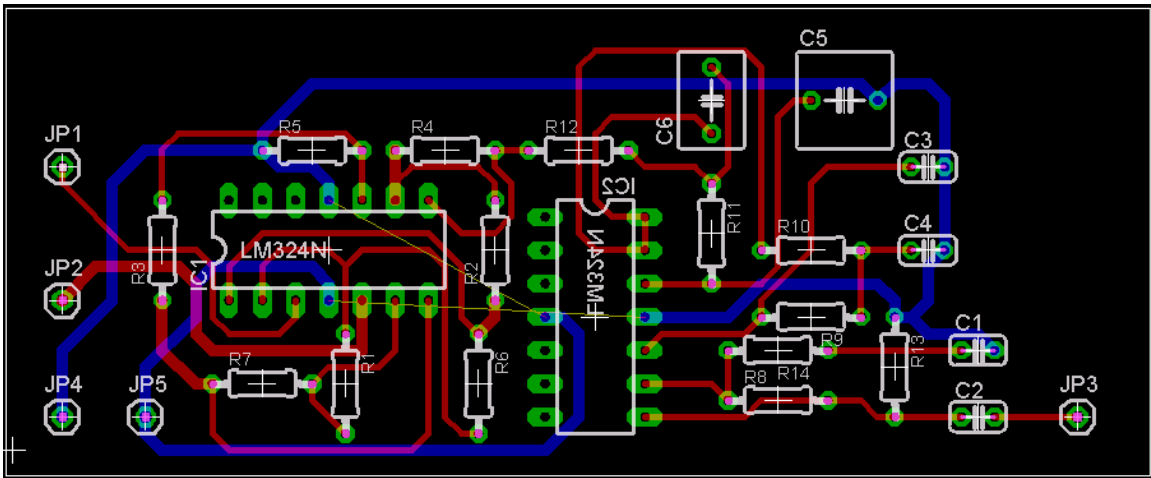 C5
JP1
R5
R4
R12
C6
C3
IC2
R11
R10
C4
LM324N
LM324N
JP2
R3
IC1
R2
C1
R9
R13
R7
R1
R6
R8
R14
C2
JP4
JP5
JP3